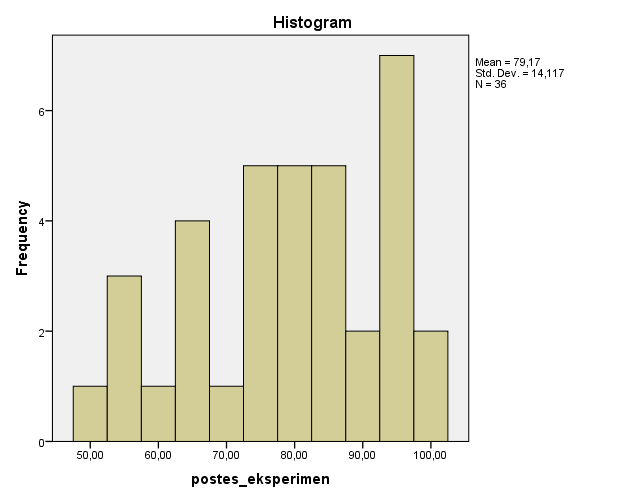 Histogram
Mean = 79,17
Std. Dev. = 14,117
N = 36
Frequency
6
4
2
0
50,00 60,00 70,00 80,00 90,00 100,00
postes_eksperimen